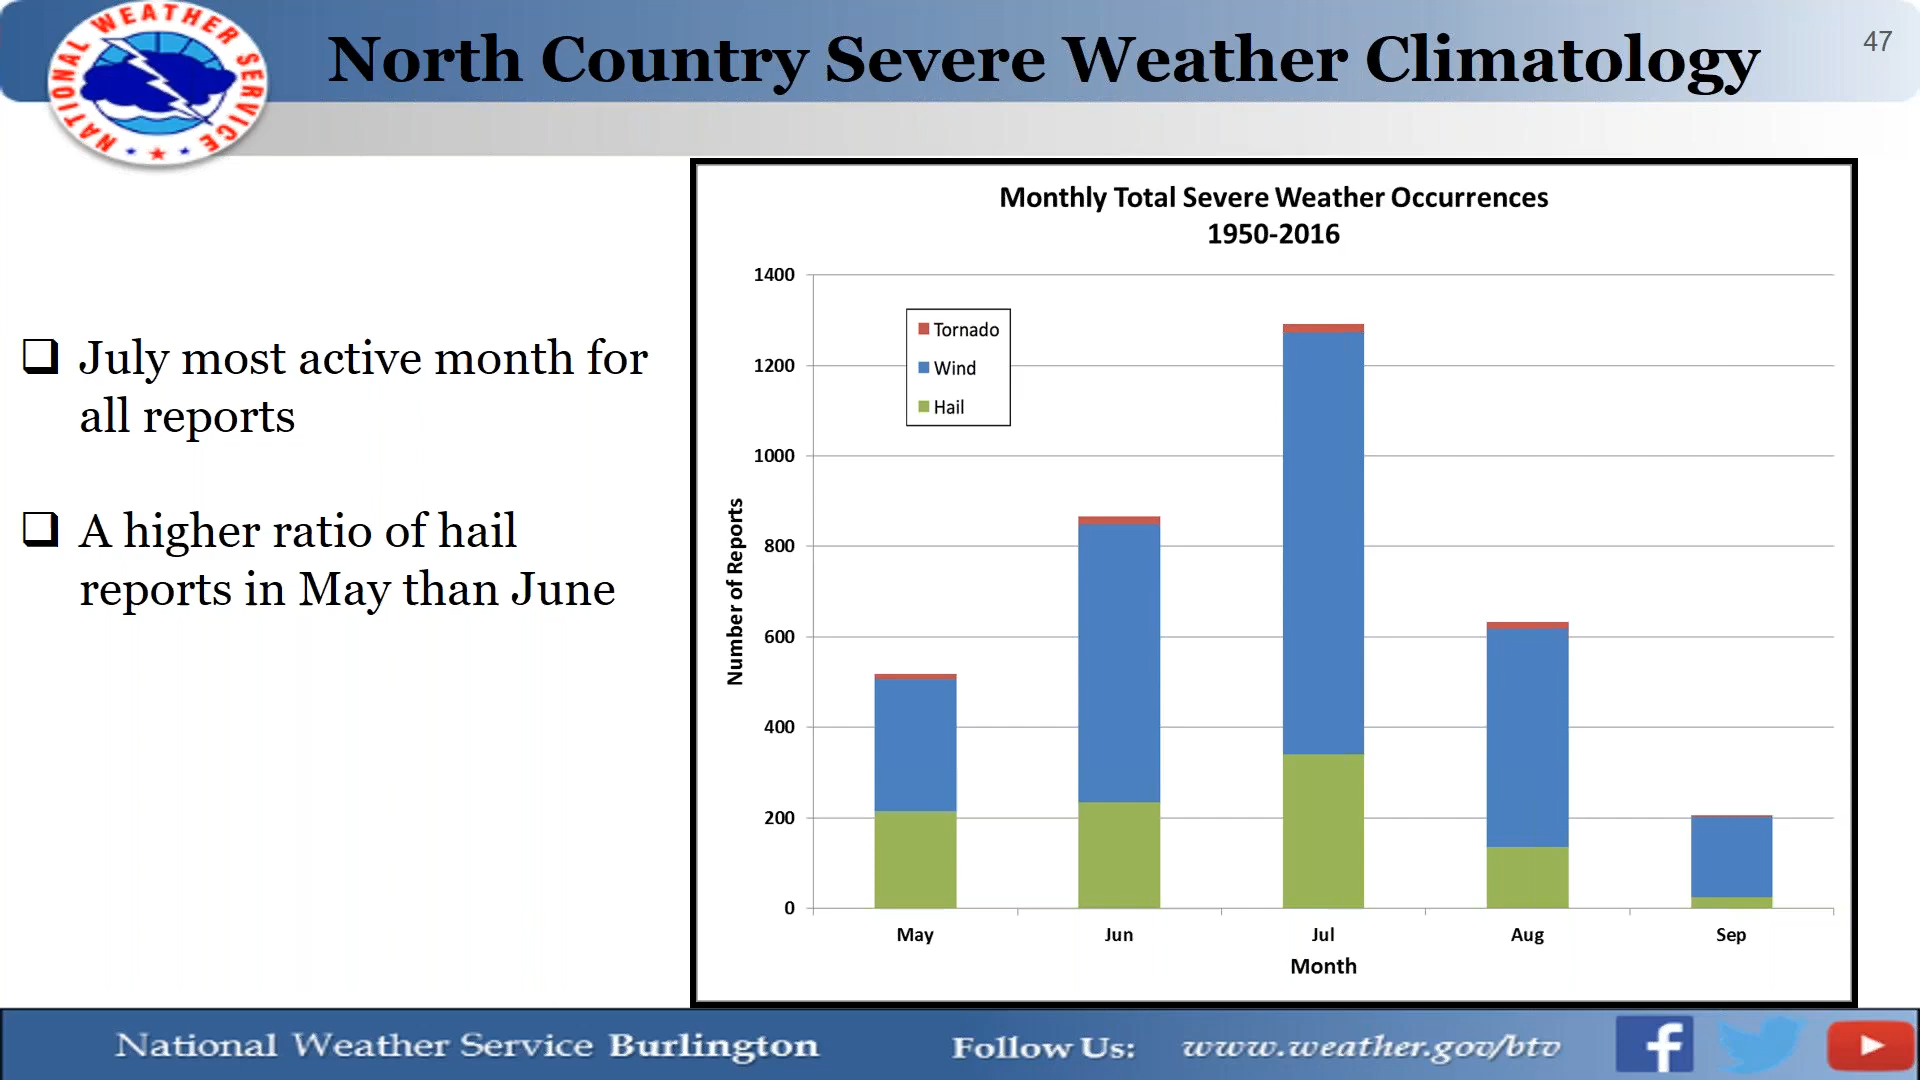 NATIONAL WEATHER SERVICE
North Country Severe Weather Climatology
47
July most active month for
all reports
A higher ratio of hail
reports in May than June
Monthly Total Severe Weather Occurrences
1950-2016
Number of Reports
1400
1200
1000
800
600
400
200
0
Tornado
Wind
Hail
May Jun Jul Aug Sep
Month
National Weather Service Burlington
Follow Us: www.weather.gov/btv